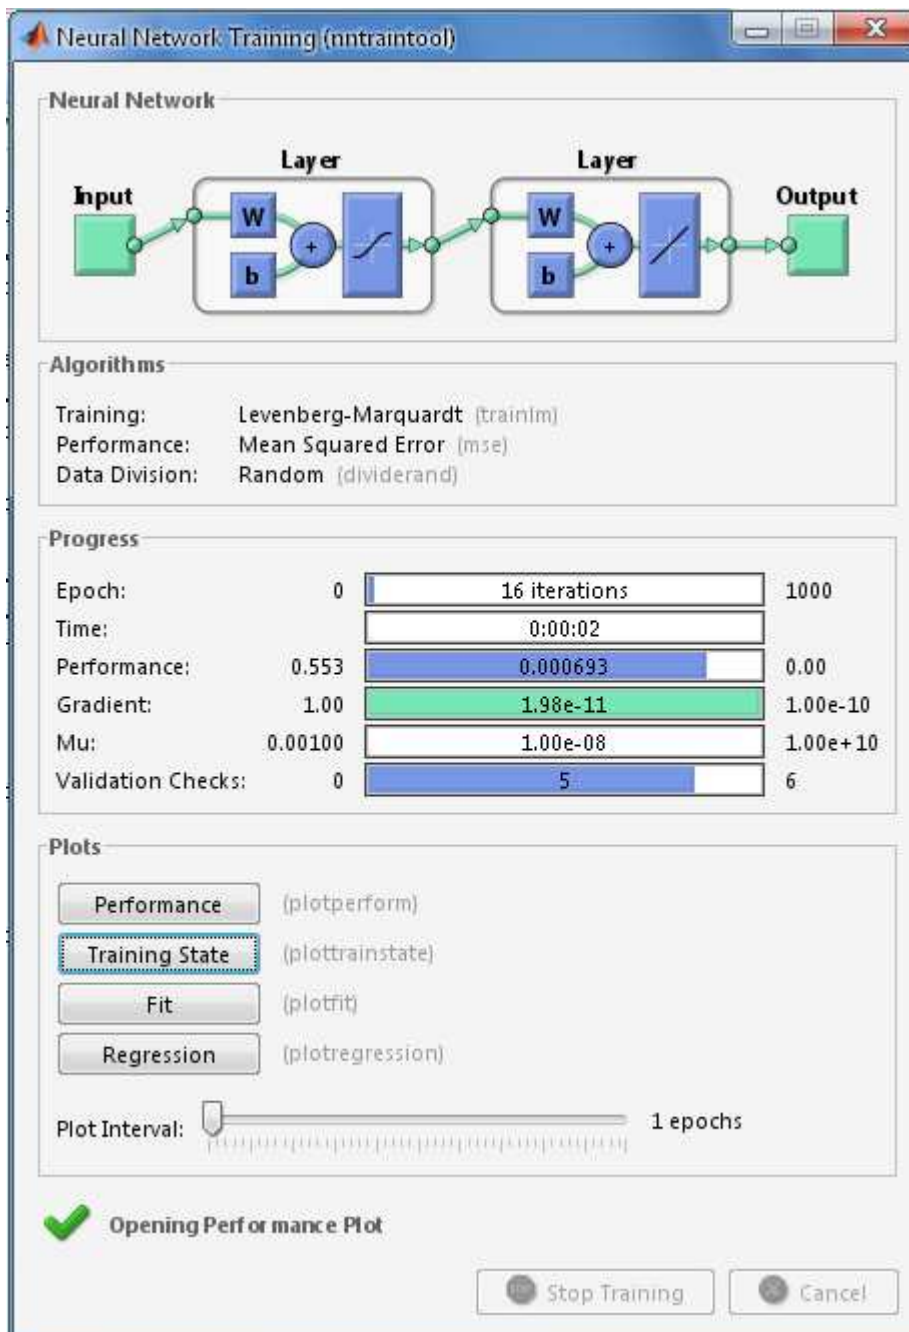 Neural Network Training (nntraintool)
Neural Network
Layer Layer
Input Output
W W
+ +
b b
Algorithms
Training: Levenberg-Marquardt (trainlm)
Performance: Mean Squared Error (mse)
Data Division: Random (dividerand)
Progress
Epoch: 0 16 iterations 1000
Time: 0:00:02
Performance: 0.553 0.000693 0.00
Gradient: 1.00 1.98e-11 1.00e-10
Mu: 0.00100 1.00e-08 1.00e+10
Validation Checks: 0 5 6
Plots
Performance (plotperform)
Training State (plottrainstate)
Fit (plotfit)
Regression (plotregression)
Plot Interval: 1 epochs
Opening Performance Plot
Stop Training Cancel